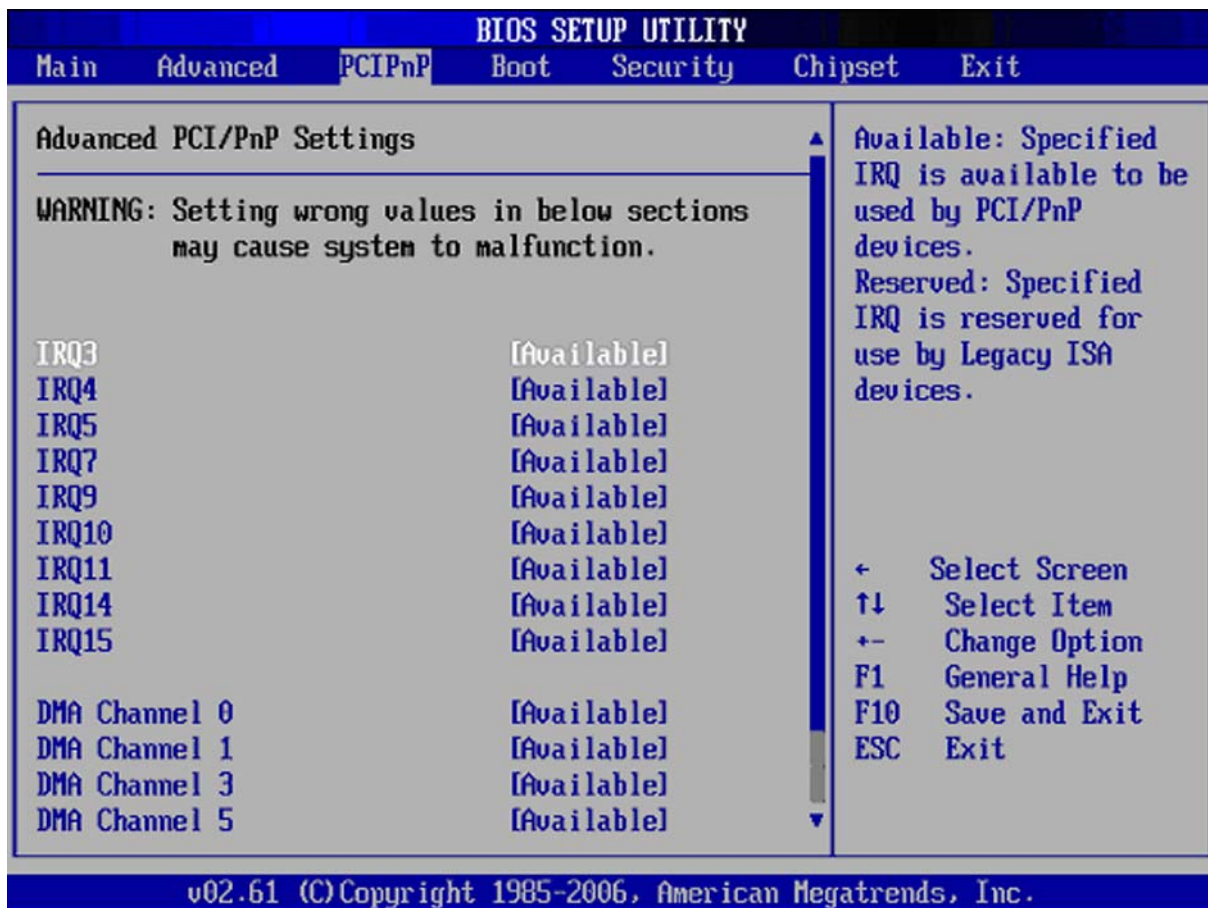 BIOS SETUP UTILITY
Main Advanced PCIPnP Boot Security Chipset Exit
Advanced PCI/PnP Settings
WARNING: Setting wrong values in below sections
may cause system to malfunction.
IRQ3 [Available]
IRQ4 [Available]
IRQ5 [Available]
IRQ7 [Available]
IRQ9 [Available]
IRQ10 [Available]
IRQ11 [Available]
IRQ14 [Available]
IRQ15 [Available]
DMA Channel 0 [Available]
DMA Channel 1 [Available]
DMA Channel 3 [Available]
DMA Channel 5 [Available]
Available: Specified
IRQ is available to be
used by PCI/PnP
devices.
Reserved: Specified
IRQ is reserved for
use by Legacy ISA
devices.
← Select Screen
↑↓ Select Item
+- Change Option
F1 General Help
F10 Save and Exit
ESC Exit
v02.61 (C)Copyright 1985-2006, American Megatrends, Inc.